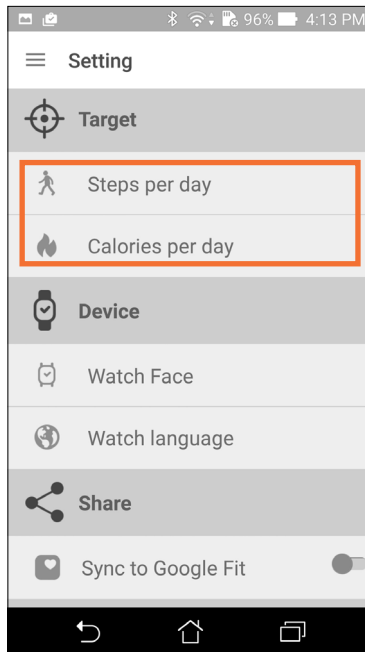 96% 4:13 PM
Setting
Target
Steps per day
Calories per day
Device
Watch Face
Watch language
Share
Sync to Google Fit